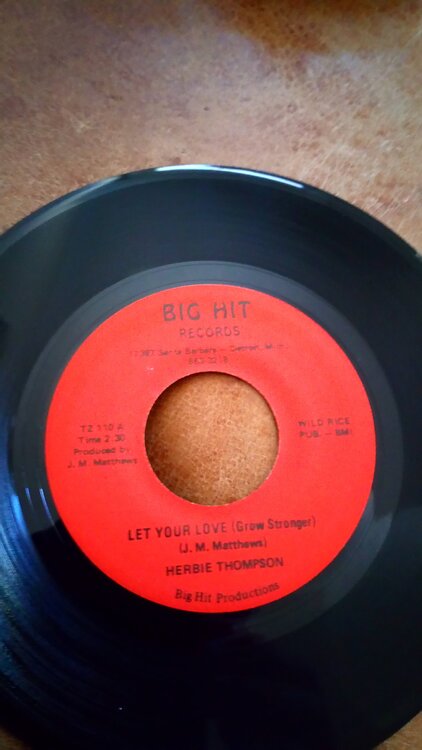 BIG HIT
RECORDS
Santa Barbara - Detroit, Mich.
TZ 110 A
Time 2:30
Produced by
J. M. Matthews
WILD RICE
PUB. - BMI
LET YOUR LOVE (Grow Stronger)
(J. M. Matthews)
HERBIE THOMPSON
Big Hit Productions